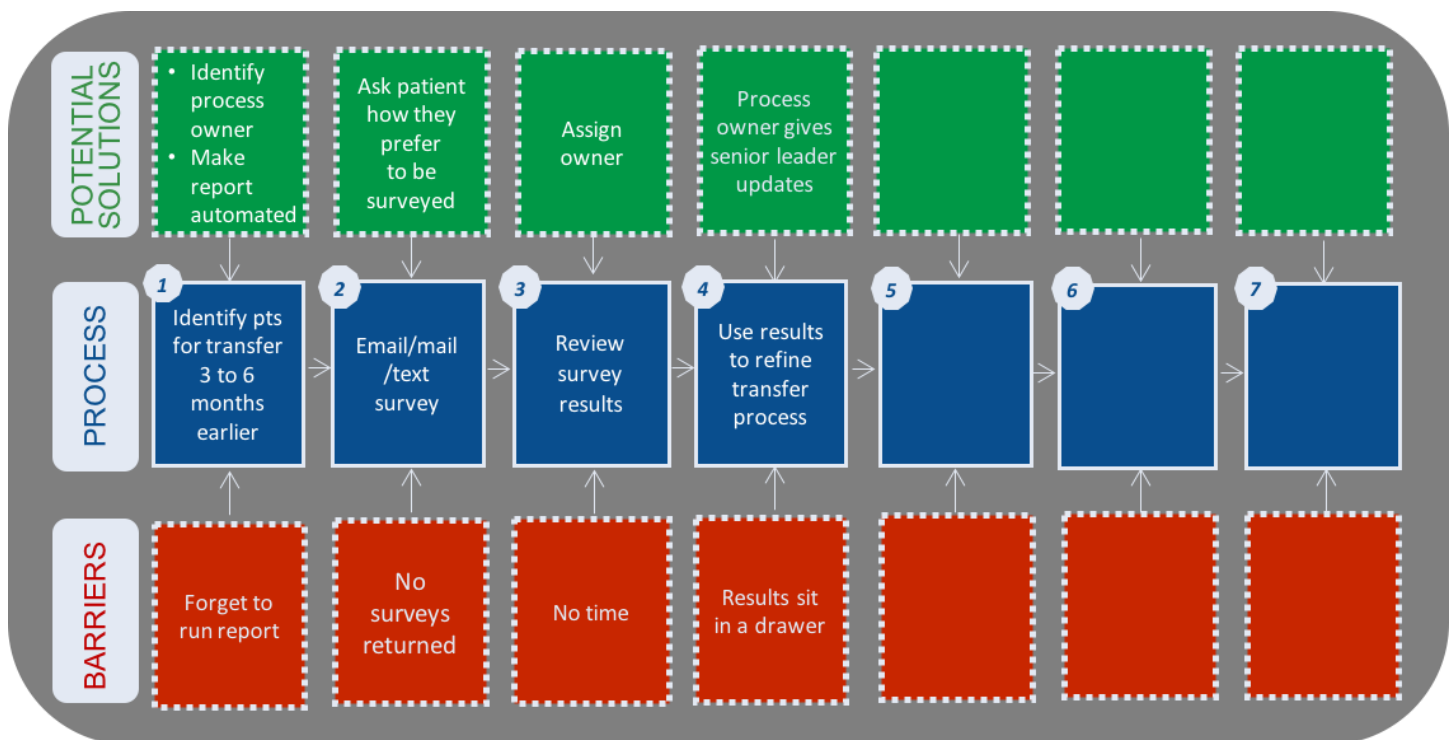 POTENTIAL
SOLUTIONS
• Identify
process
owner
• Make
report
automated
Ask patient
how they
prefer
to be
surveyed
Assign
owner
Process
owner gives
senior leader
updates
PROCESS
1
Identify pts
for transfer
3 to 6
months
earlier
2
Email/mail
/text
survey
3
Review
survey
results
4
Use results
to refine
transfer
process
5
6
7
BARRIERS
Forget to
run report
No
surveys
returned
No time
Results sit
in a drawer